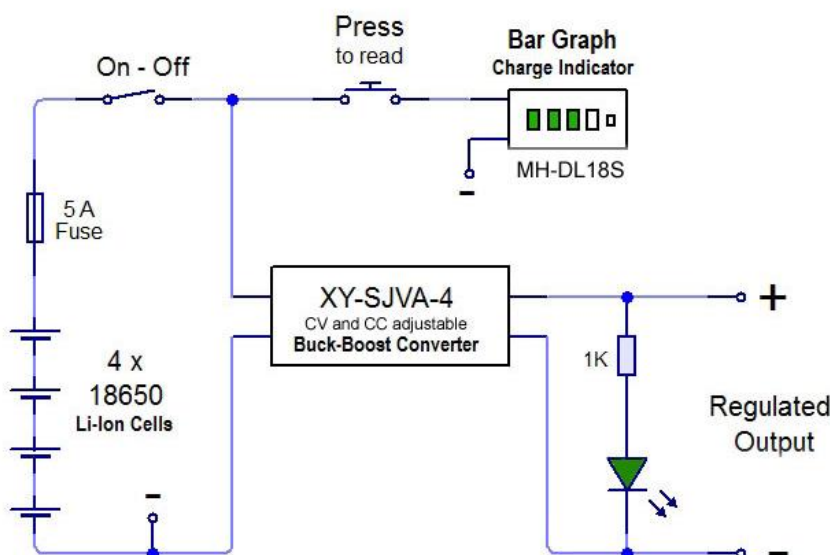 Press
to read
Bar Graph
Charge Indicator
On - Off
MH-DL18S
-
5 A
Fuse
XY-SJVA-4
CV and CC adjustable
Buck-Boost Converter
+
4 x
18650
Li-Ion Cells
1K
Regulated
Output
-
-